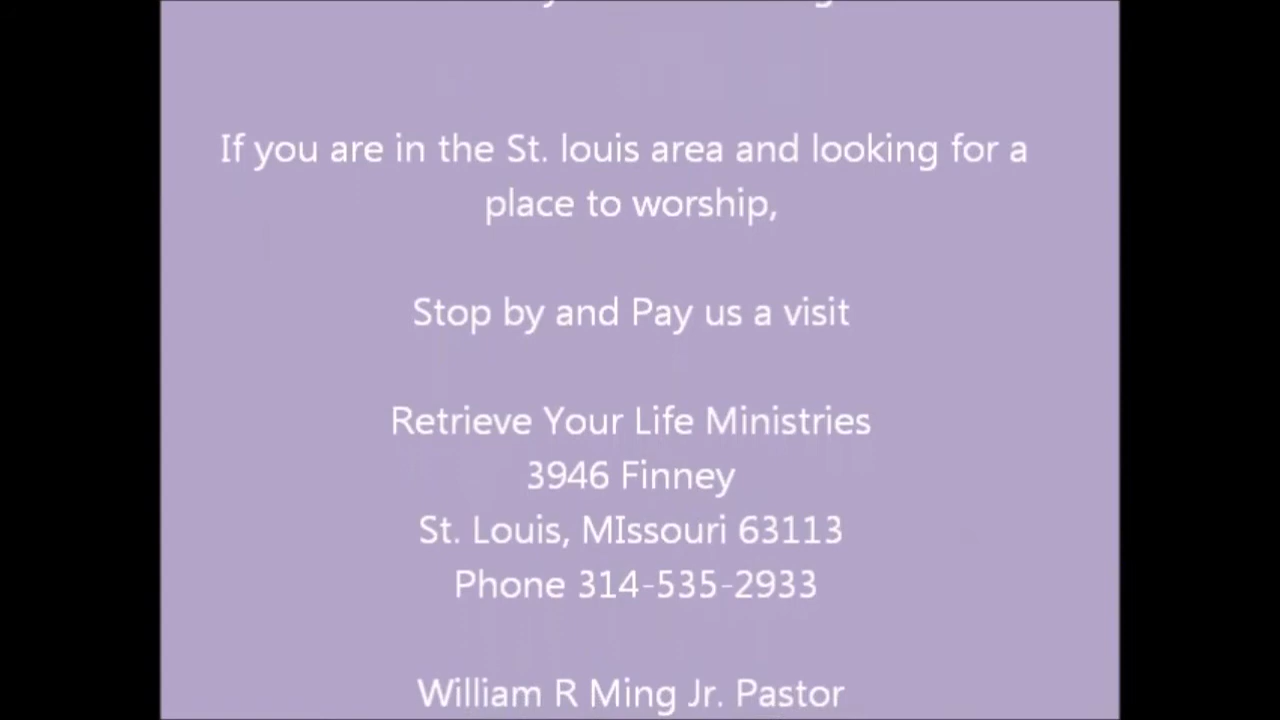 If you are in the St. louis area and looking for a
place to worship,
Stop by and Pay us a visit
Retrieve Your Life Ministries
3946 Finney
St. Louis, MIssouri 63113
Phone 314-535-2933
William R Ming Jr. Pastor